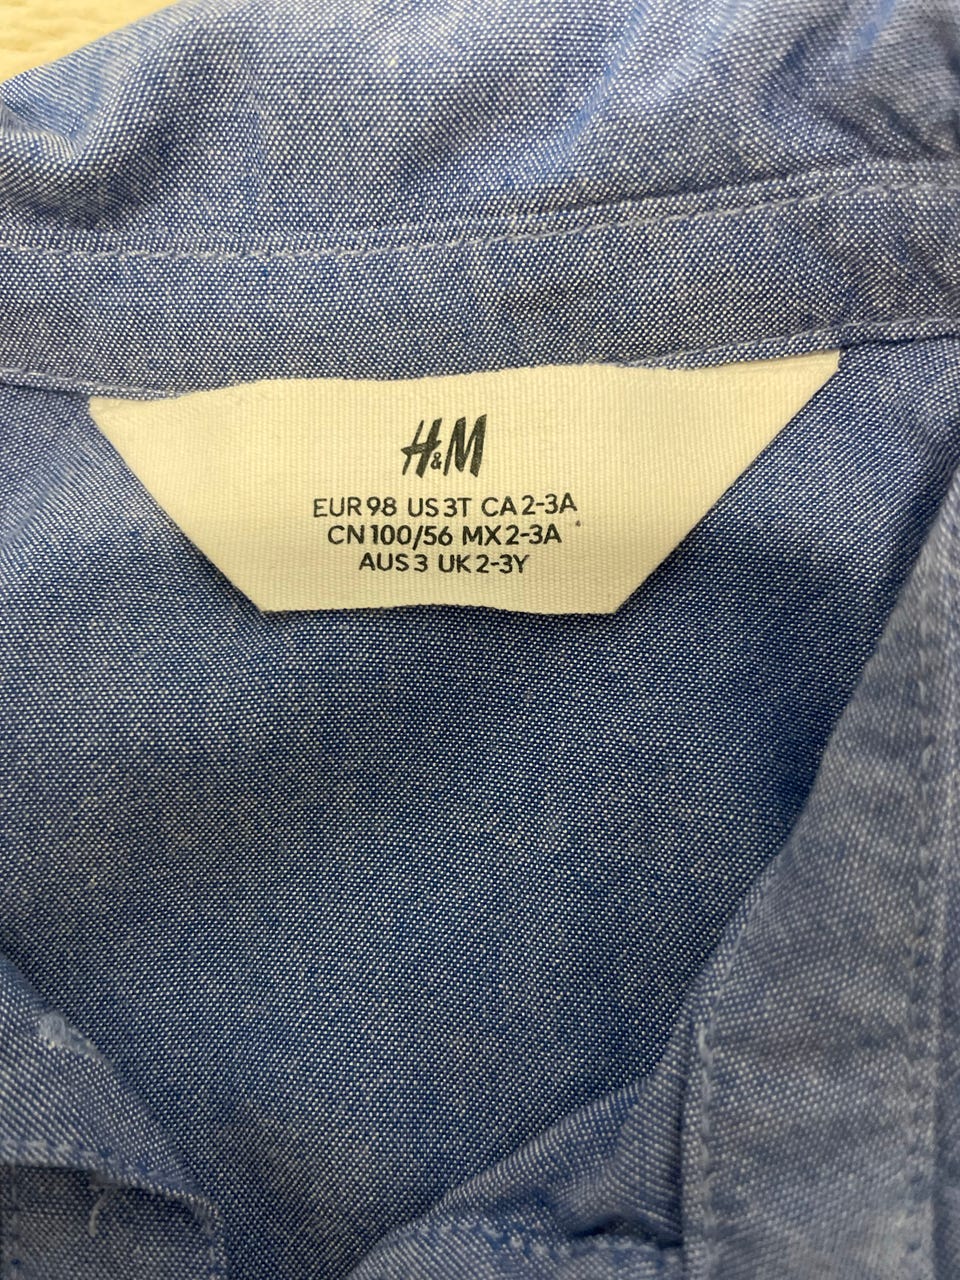 H&M
EUR 98 US 3T CA 2-3A
CN 100/56 MX 2-3A
AUS 3 UK 2-3Y